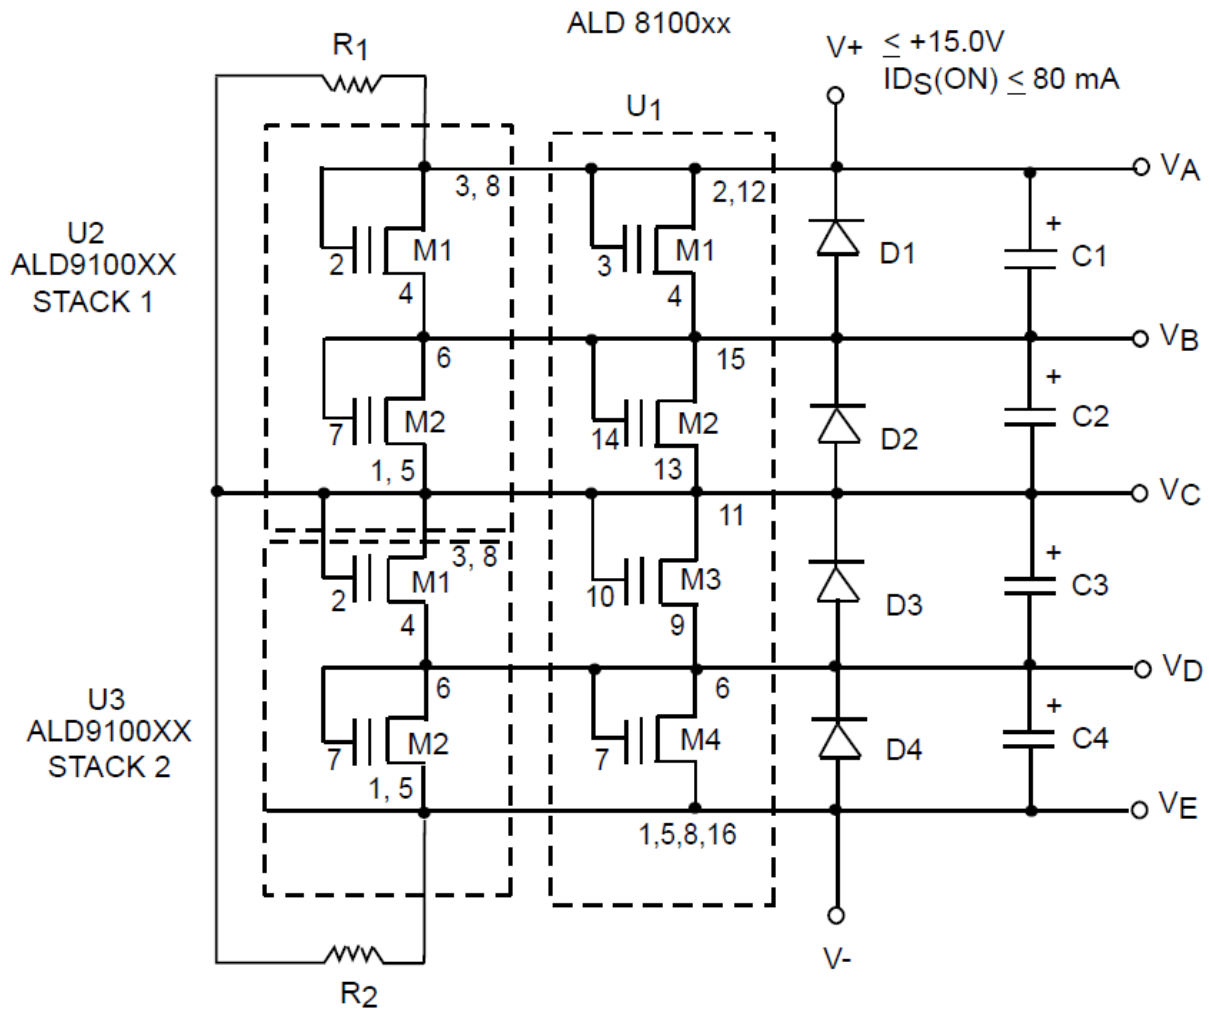 ALD 8100xx
R1
V+
≤ +15.0V
IDS(ON) ≤ 80 mA
U1
VA
3, 8
2,12
U2
ALD9100XX
STACK 1
2
M1
4
3
M1
4
D1
+
C1
VB
6
15
7
M2
1, 5
14
M2
13
D2
+
C2
VC
11
3, 8
2
M1
4
10
M3
9
D3
+
C3
VD
6
6
U3
ALD9100XX
STACK 2
7
M2
1, 5
7
M4
D4
+
C4
VE
1,5,8,16
V-
R2